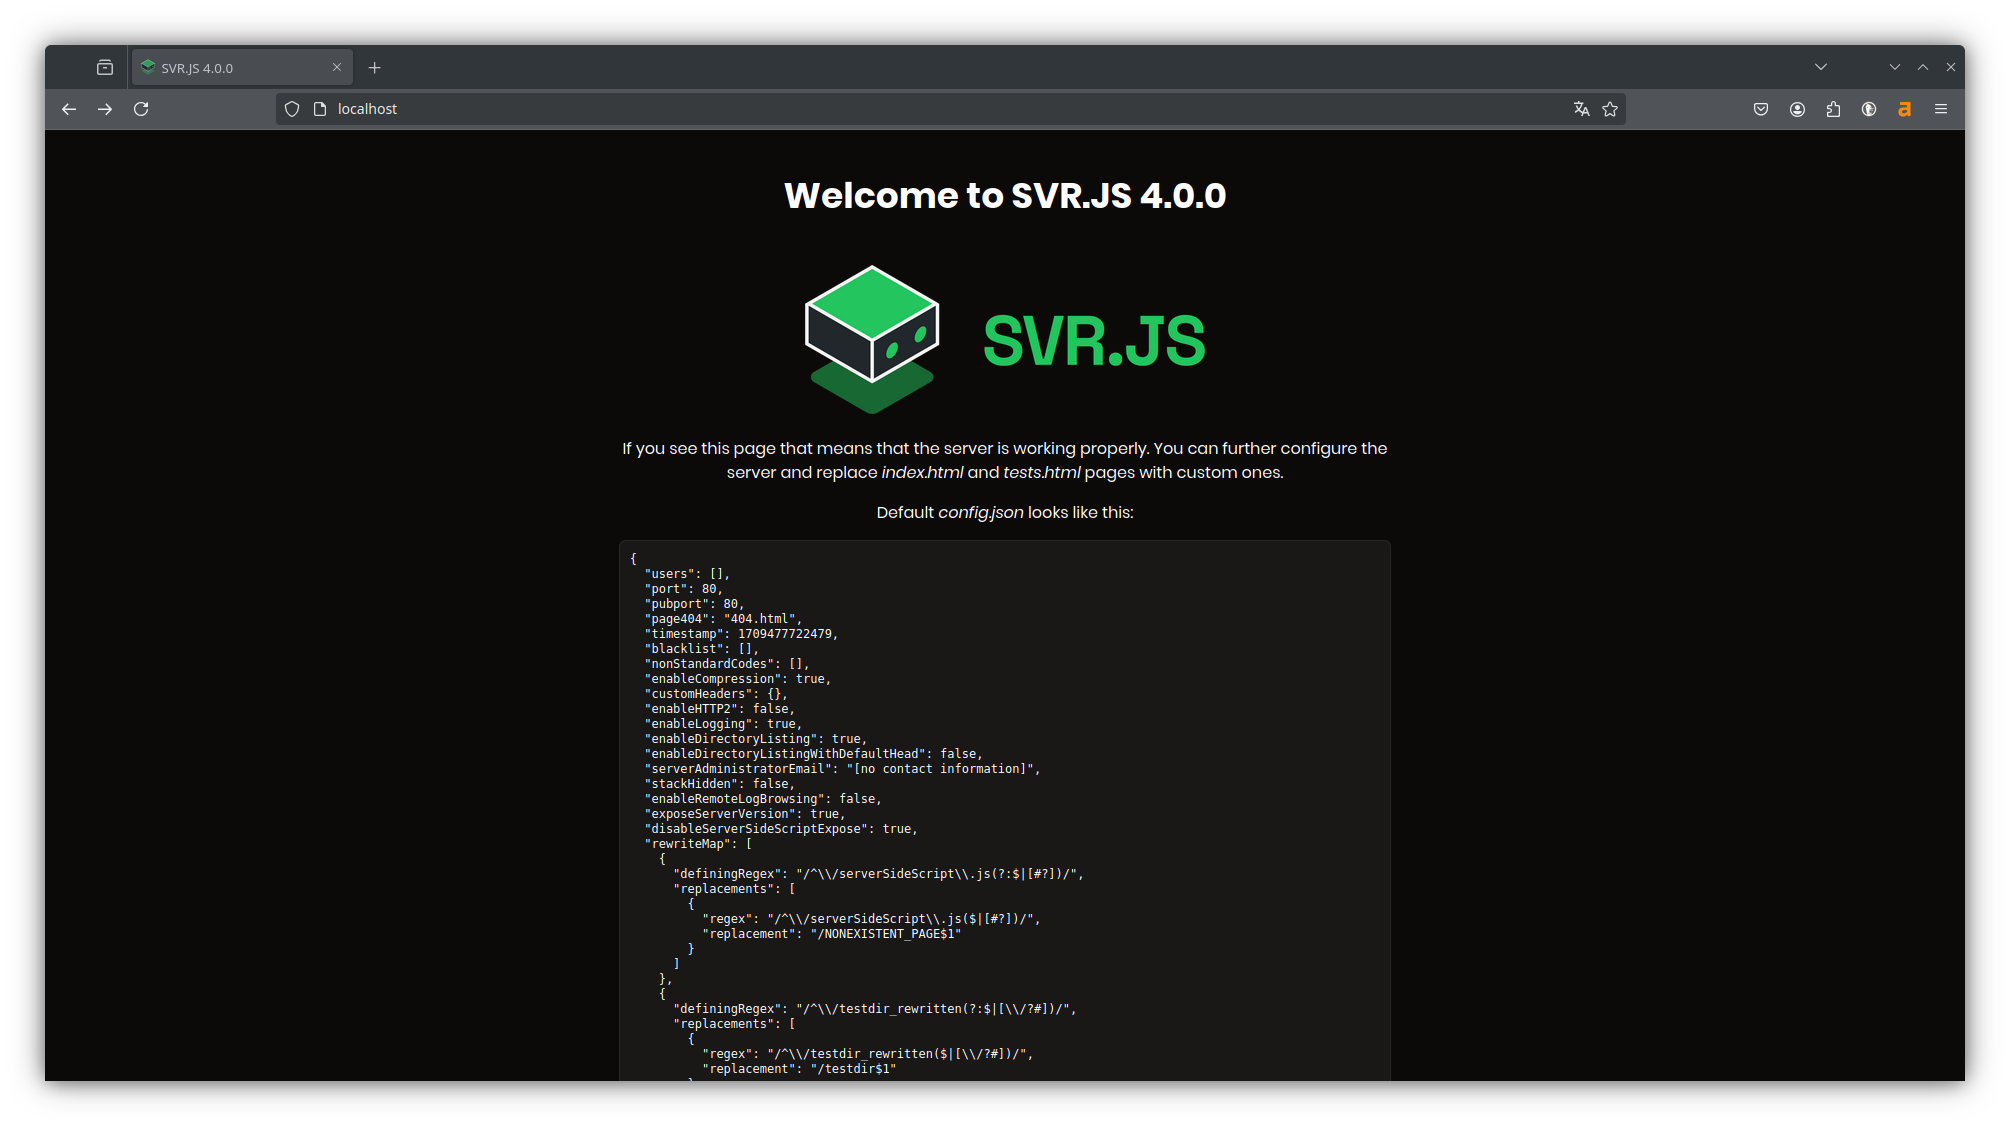 SVR.JS 4.0.0
localhost
Welcome to SVR.JS 4.0.0
SVR.JS
If you see this page that means that the server is working properly. You can further configure the
server and replace index.html and tests.html pages with custom ones.
Default config.json looks like this:
{
  "users": [],
  "port": 80,
  "pubport": 80,
  "page404": "404.html",
  "timestamp": 1709477722479,
  "blacklist": [],
  "nonStandardCodes": [],
  "enableCompression": true,
  "customHeaders": {},
  "enableHTTP2": false,
  "enableLogging": true,
  "enableDirectoryListing": true,
  "enableDirectoryListingWithDefaultHead": false,
  "serverAdministratorEmail": "[no contact information]",
  "stackHidden": false,
  "enableRemoteLogBrowsing": false,
  "exposeServerVersion": true,
  "disableServerSideScriptExpose": true,
  "rewriteMap": [
    {
      "definingRegex": "/^\\/serverSideScript\\.js(?:$|[#?])/",
      "replacements": [
        {
          "regex": "/^\\/serverSideScript\\.js($|[#?])/",
          "replacement": "/NONEXISTENT_PAGE$1"
        }
      ]
    },
    {
      "definingRegex": "/^\\/testdir_rewritten(?:$|[\\/?#])/",
      "replacements": [
        {
          "regex": "/^\\/testdir_rewritten($|[\\/?#])/",
          "replacement": "/testdir$1"